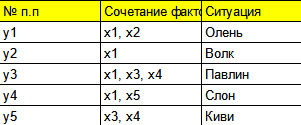 № п.п Сочетание факто Ситуация
y1 x1, x2 Олень
y2 x1 Волк
y3 x1, x3, x4 Павлин
y4 x1, x5 Слон
y5 x3, x4 Киви